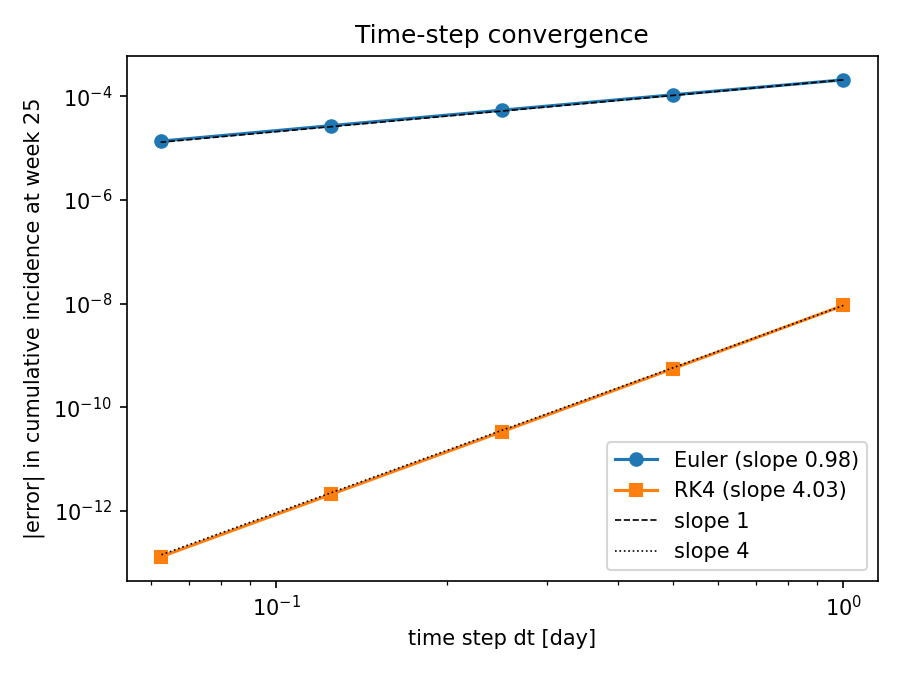 Time-step convergence
|error| in cumulative incidence at week 25
10⁻⁴
10⁻⁶
10⁻⁸
10⁻¹⁰
10⁻¹²
Euler (slope 0.98)
RK4 (slope 4.03)
slope 1
slope 4
10⁻¹
10⁰
time step dt [day]